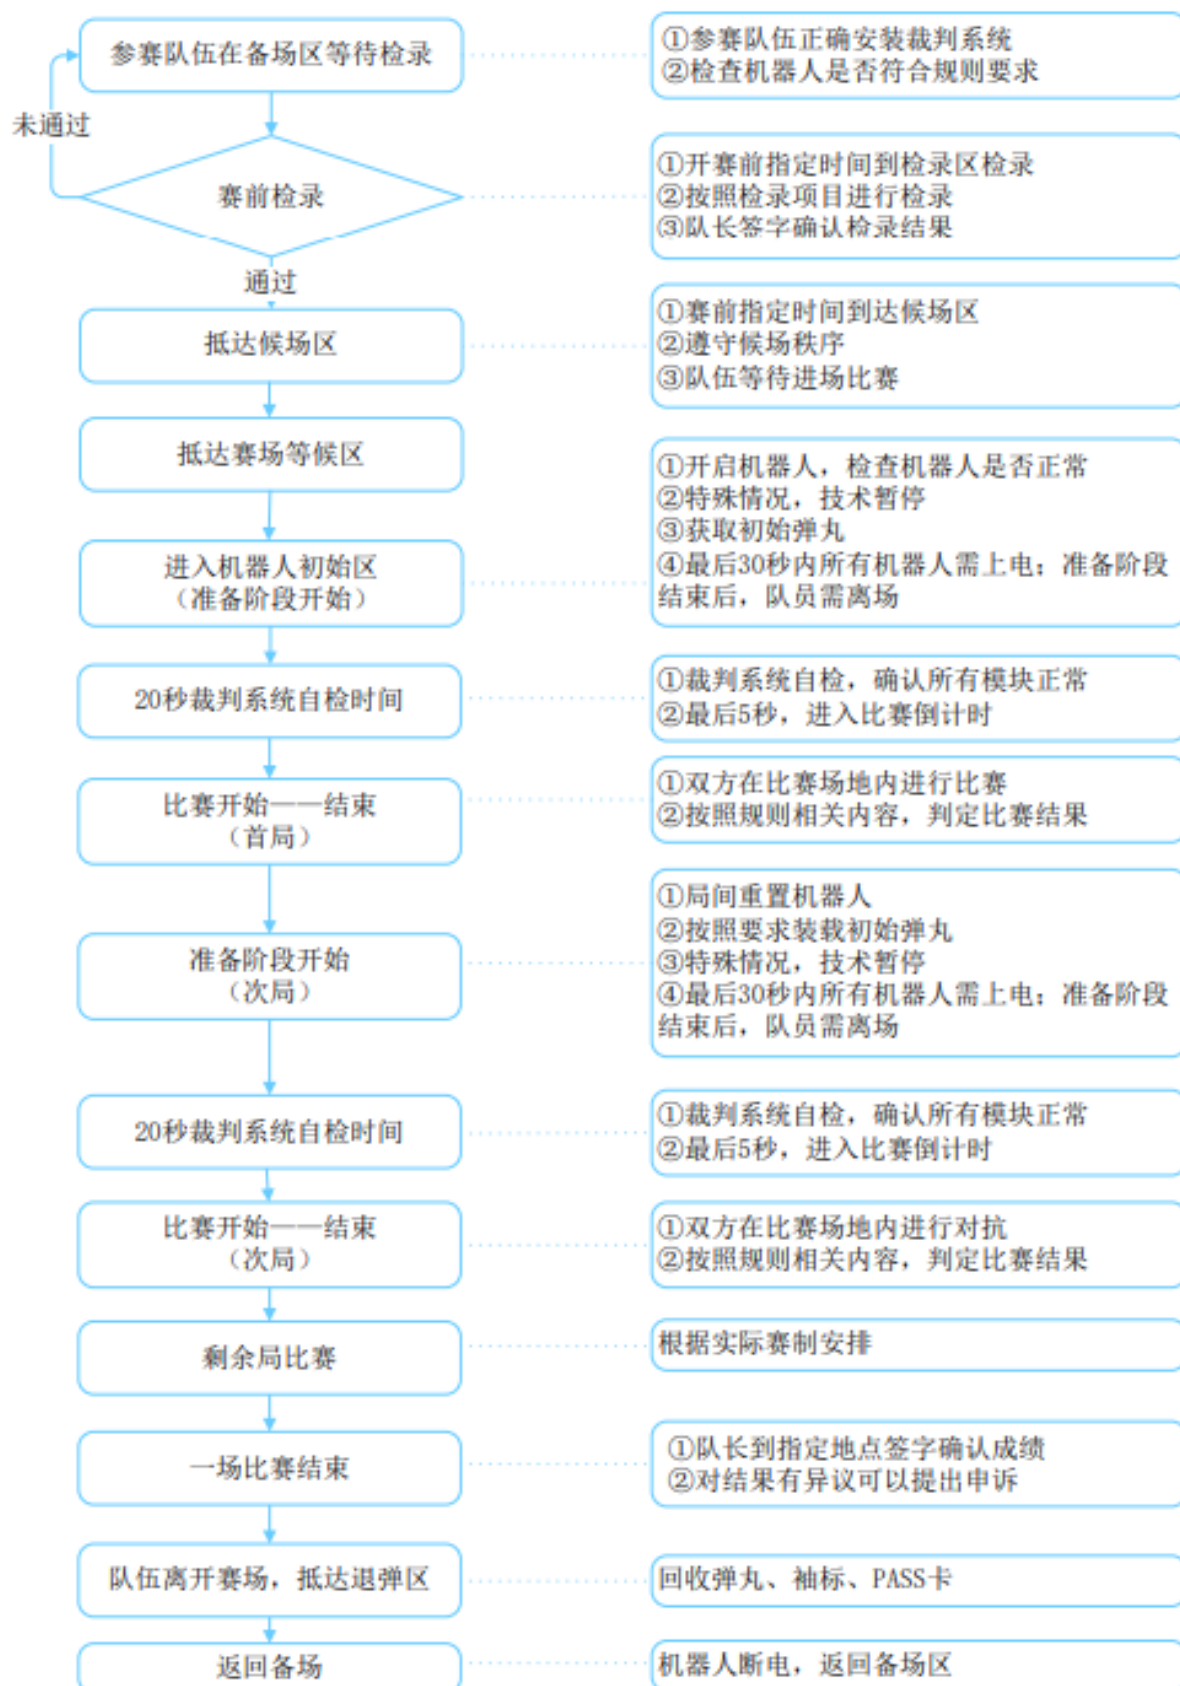 参赛队伍在备场区等待检录
①参赛队伍正确安装裁判系统
②检查机器人是否符合规则要求
未通过
赛前检录
①开赛前指定时间到检录区检录
②按照检录项目进行检录
③队长签字确认检录结果
通过
抵达候场区
①赛前指定时间到达候场区
②遵守候场秩序
③队伍等待进场比赛
抵达赛场等候区
进入机器人初始区
（准备阶段开始）
①开启机器人，检查机器人是否正常
②特殊情况，技术暂停
③获取初始弹丸
④最后30秒内所有机器人需上电；准备阶段
结束后，队员需离场
20秒裁判系统自检时间
①裁判系统自检，确认所有模块正常
②最后5秒，进入比赛倒计时
比赛开始——结束
（首局）
①双方在比赛场地内进行比赛
②按照规则相关内容，判定比赛结果
准备阶段开始
（次局）
①局间重置机器人
②按照要求装载初始弹丸
③特殊情况，技术暂停
④最后30秒内所有机器人需上电；准备阶段
结束后，队员需离场
20秒裁判系统自检时间
①裁判系统自检，确认所有模块正常
②最后5秒，进入比赛倒计时
比赛开始——结束
（次局）
①双方在比赛场地内进行对抗
②按照规则相关内容，判定比赛结果
剩余局比赛
根据实际赛制安排
一场比赛结束
①队长到指定地点签字确认成绩
②对结果有异议可以提出申诉
队伍离开赛场，抵达退弹区
回收弹丸、袖标、PASS卡
返回备场
机器人断电，返回备场区